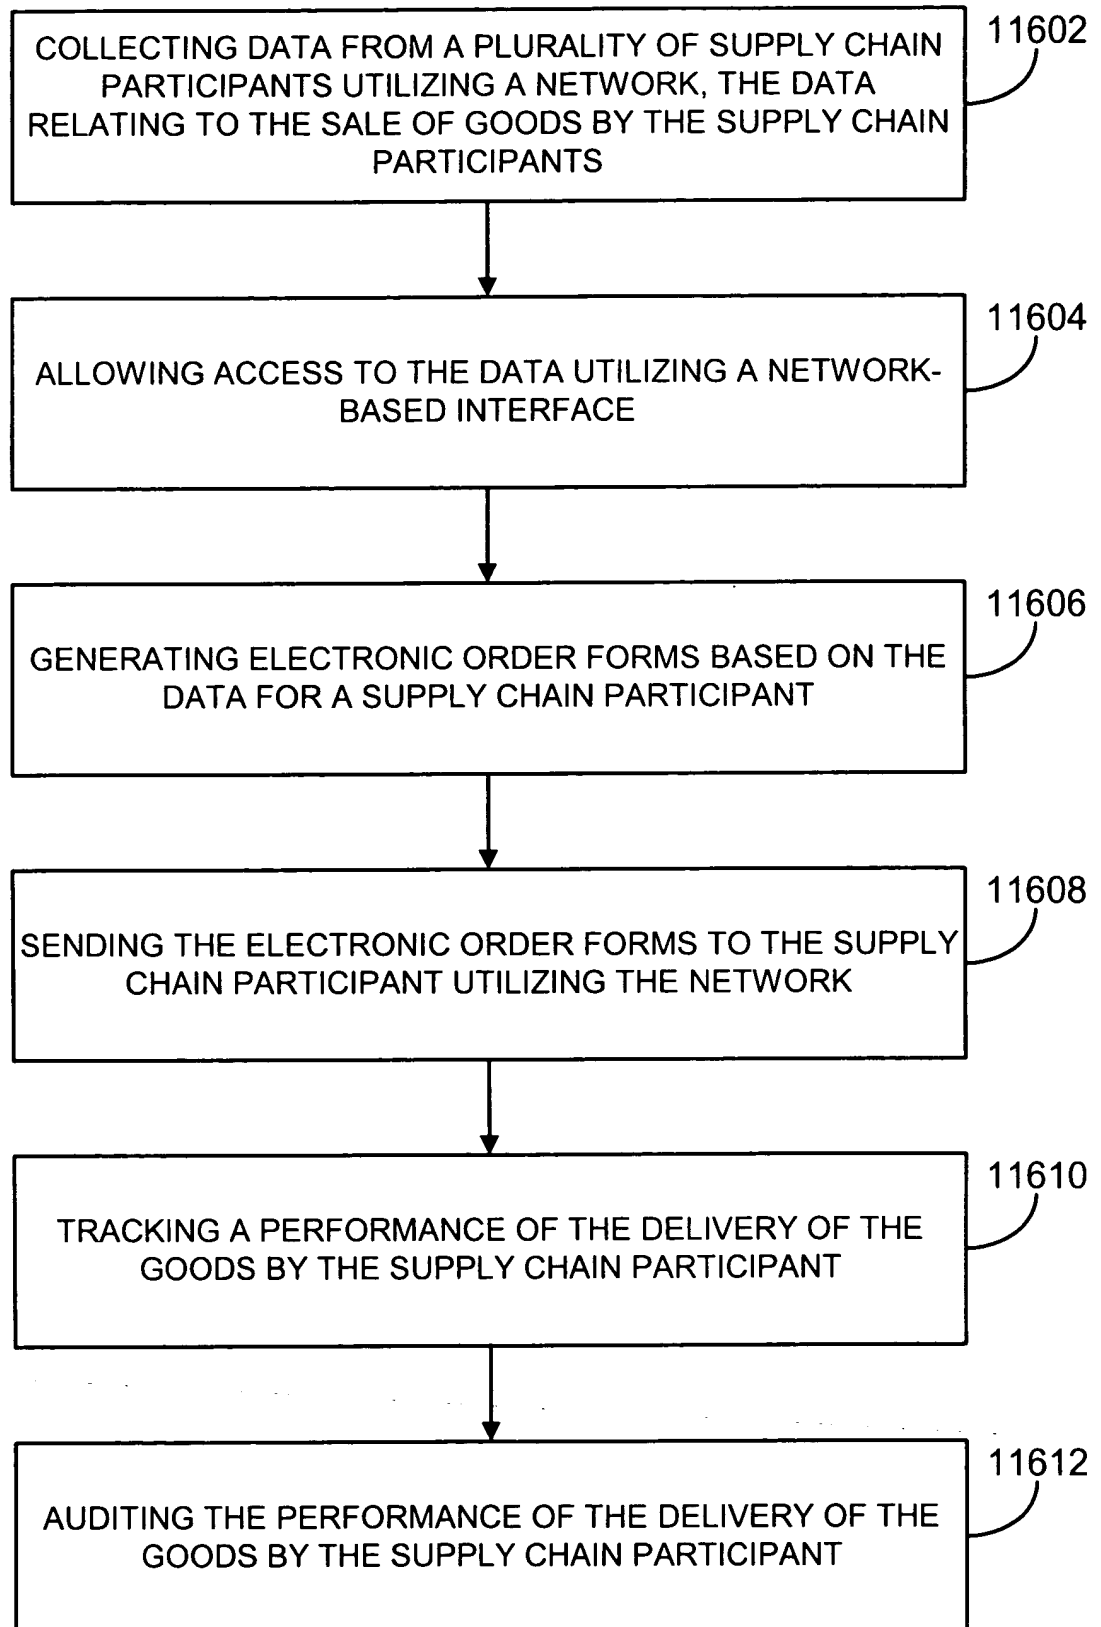 11602
COLLECTING DATA FROM A PLURALITY OF SUPPLY CHAIN
PARTICIPANTS UTILIZING A NETWORK, THE DATA
RELATING TO THE SALE OF GOODS BY THE SUPPLY CHAIN
PARTICIPANTS
11604
ALLOWING ACCESS TO THE DATA UTILIZING A NETWORK-
BASED INTERFACE
11606
GENERATING ELECTRONIC ORDER FORMS BASED ON THE
DATA FOR A SUPPLY CHAIN PARTICIPANT
11608
SENDING THE ELECTRONIC ORDER FORMS TO THE SUPPLY
CHAIN PARTICIPANT UTILIZING THE NETWORK
11610
TRACKING A PERFORMANCE OF THE DELIVERY OF THE
GOODS BY THE SUPPLY CHAIN PARTICIPANT
11612
AUDITING THE PERFORMANCE OF THE DELIVERY OF THE
GOODS BY THE SUPPLY CHAIN PARTICIPANT